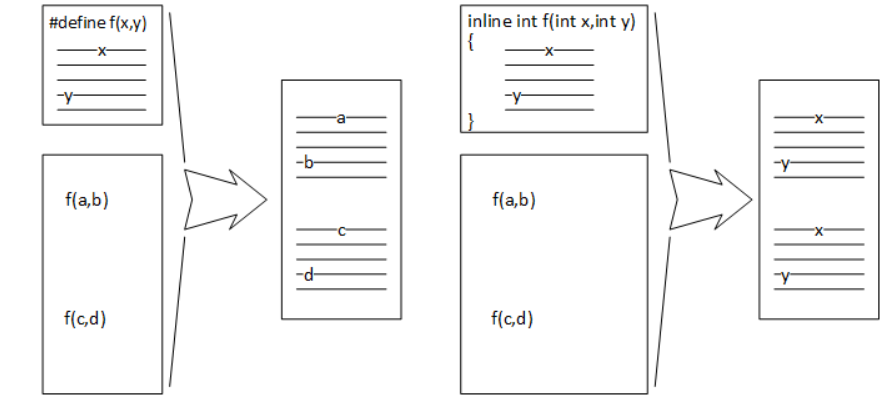 #define f(x,y)
x
y
f(a,b)
f(c,d)
a
b
c
d
inline int f(int x,int y)
{
x
y
}
f(a,b)
f(c,d)
x
y
x
y